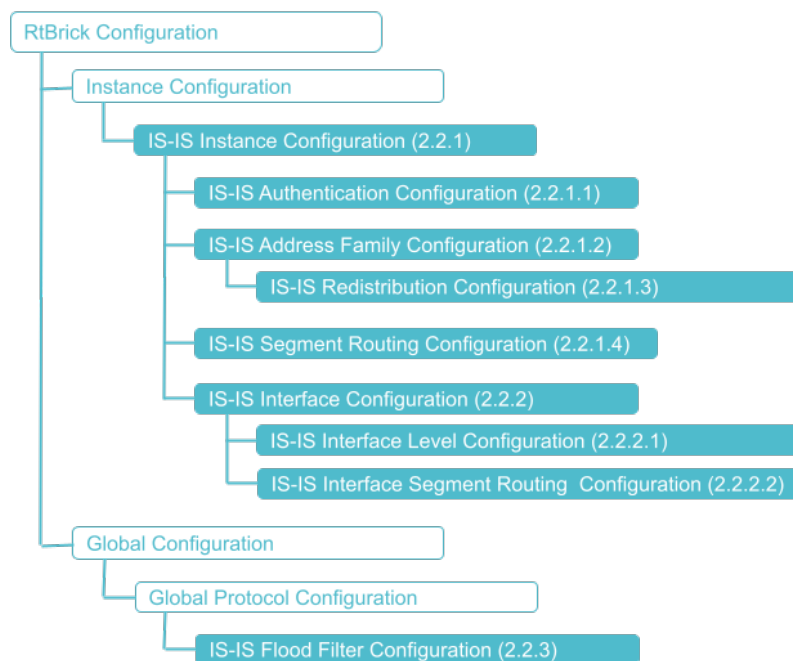 RtBrick Configuration
Instance Configuration
IS-IS Instance Configuration (2.2.1)
IS-IS Authentication Configuration (2.2.1.1)
IS-IS Address Family Configuration (2.2.1.2)
IS-IS Redistribution Configuration (2.2.1.3)
IS-IS Segment Routing Configuration (2.2.1.4)
IS-IS Interface Configuration (2.2.2)
IS-IS Interface Level Configuration (2.2.2.1)
IS-IS Interface Segment Routing Configuration (2.2.2.2)
Global Configuration
Global Protocol Configuration
IS-IS Flood Filter Configuration (2.2.3)